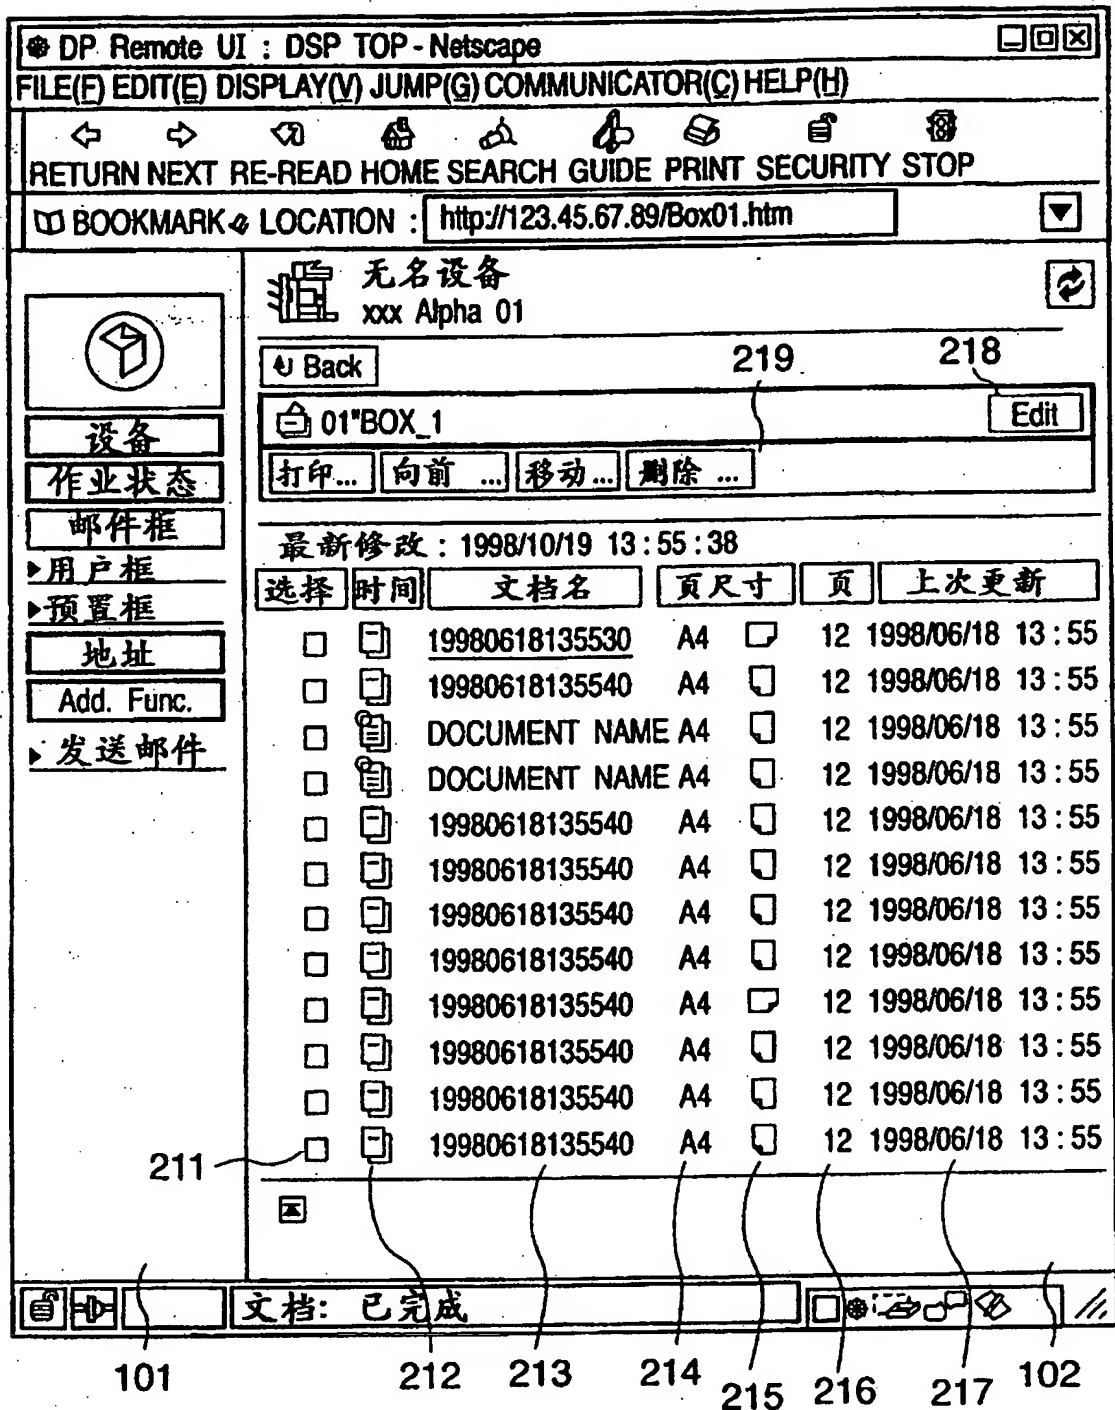 DP Remote UI : DSP TOP - Netscape
FILE(F) EDIT(E) DISPLAY(V) JUMP(G) COMMUNICATOR(C) HELP(H)
RETURN NEXT RE-READ HOME SEARCH GUIDE PRINT SECURITY STOP
BOOKMARK LOCATION : http://123.45.67.89/Box01.htm
无名设备
xxx Alpha 01
Back
219
218
01"BOX_1
Edit
打印... 向前 ... 移动... 删除 ...
设备
作业状态
邮件框
用户框
预置框
地址
Add. Func.
发送邮件
最新修改 : 1998/10/19 13 : 55 : 38
选择 时间 文档名 页尺寸 页 上次更新
19980618135530 A4 12 1998/06/18 13 : 55
19980618135540 A4 12 1998/06/18 13 : 55
DOCUMENT NAME A4 12 1998/06/18 13 : 55
DOCUMENT NAME A4 12 1998/06/18 13 : 55
19980618135540 A4 12 1998/06/18 13 : 55
19980618135540 A4 12 1998/06/18 13 : 55
19980618135540 A4 12 1998/06/18 13 : 55
19980618135540 A4 12 1998/06/18 13 : 55
19980618135540 A4 12 1998/06/18 13 : 55
19980618135540 A4 12 1998/06/18 13 : 55
19980618135540 A4 12 1998/06/18 13 : 55
19980618135540 A4 12 1998/06/18 13 : 55
211
文档: 已完成
101 212 213 214 215 216 217 102